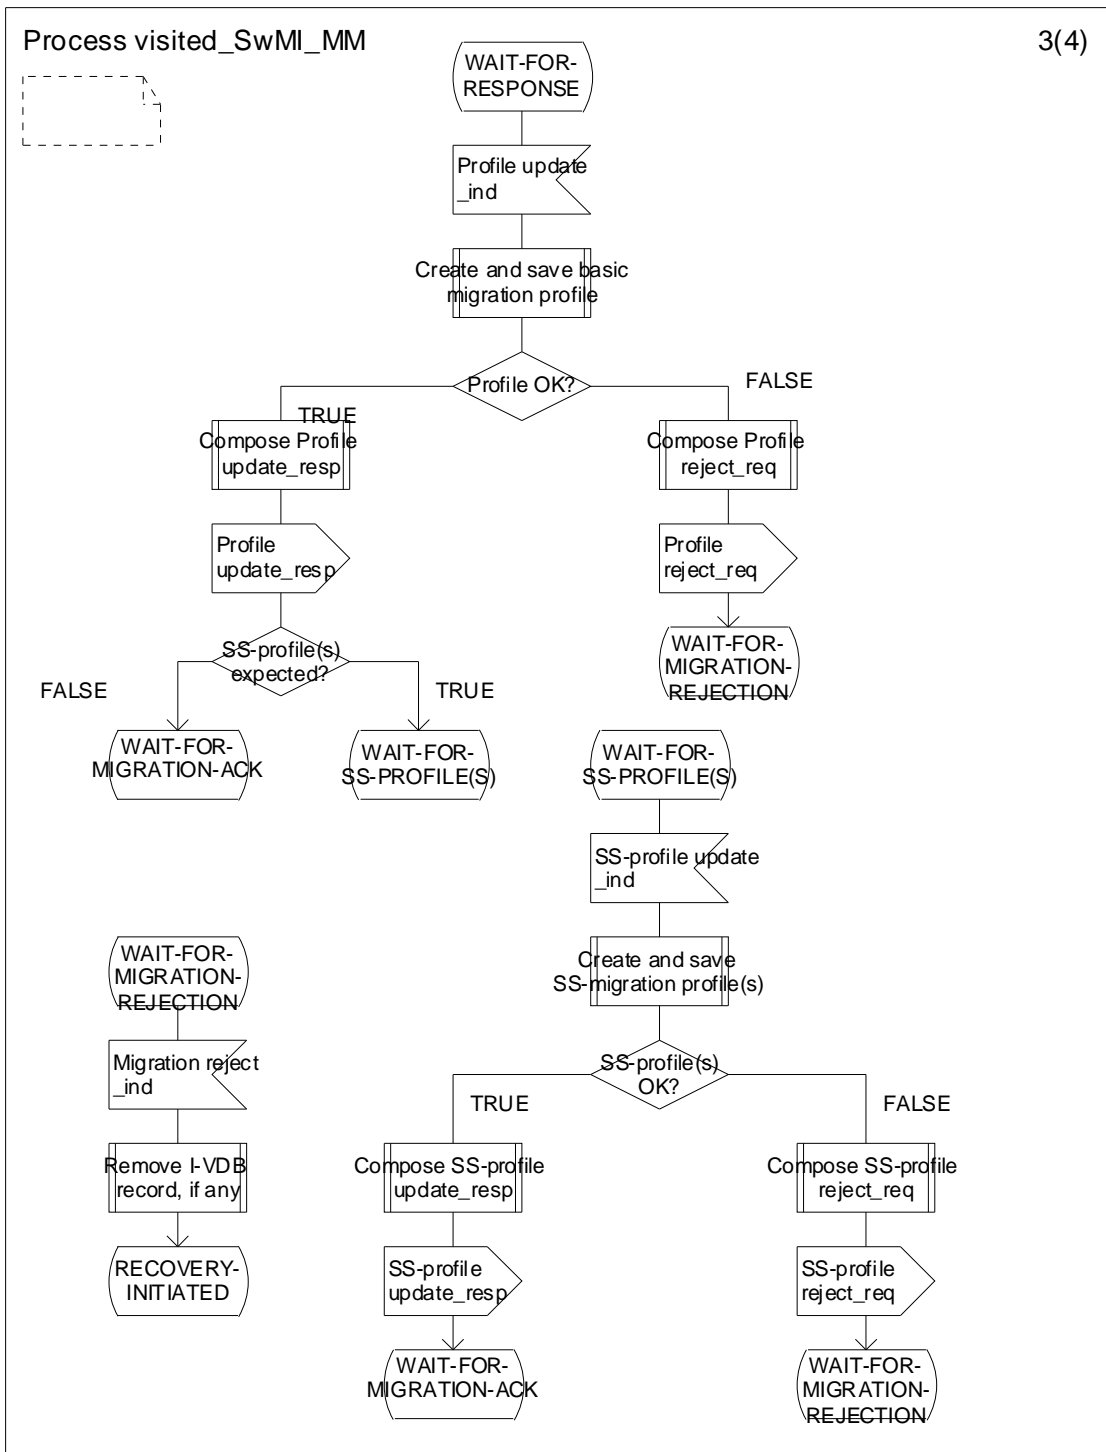 Process visited_SwMI_MM
3(4)
WAIT-FOR-
RESPONSE
Profile update
_ind
Create and save basic
migration profile
Profile OK?
TRUE
FALSE
Compose Profile
update_resp
Compose Profile
reject_req
Profile
update_resp
Profile
reject_req
SS-profile(s)
expected?
WAIT-FOR-
MIGRATION-
REJECTION
FALSE
TRUE
WAIT-FOR-
MIGRATION-ACK
WAIT-FOR-
SS-PROFILE(S)
WAIT-FOR-
SS-PROFILE(S)
SS-profile update
_ind
Create and save
SS-migration profile(s)
WAIT-FOR-
MIGRATION-
REJECTION
Migration reject
_ind
Remove I-VDB
record, if any
RECOVERY-
INITIATED
SS-profile(s)
OK?
TRUE
FALSE
Compose SS-profile
update_resp
Compose SS-profile
reject_req
SS-profile
update_resp
SS-profile
reject_req
WAIT-FOR-
MIGRATION-ACK
WAIT-FOR-
MIGRATION-
REJECTION